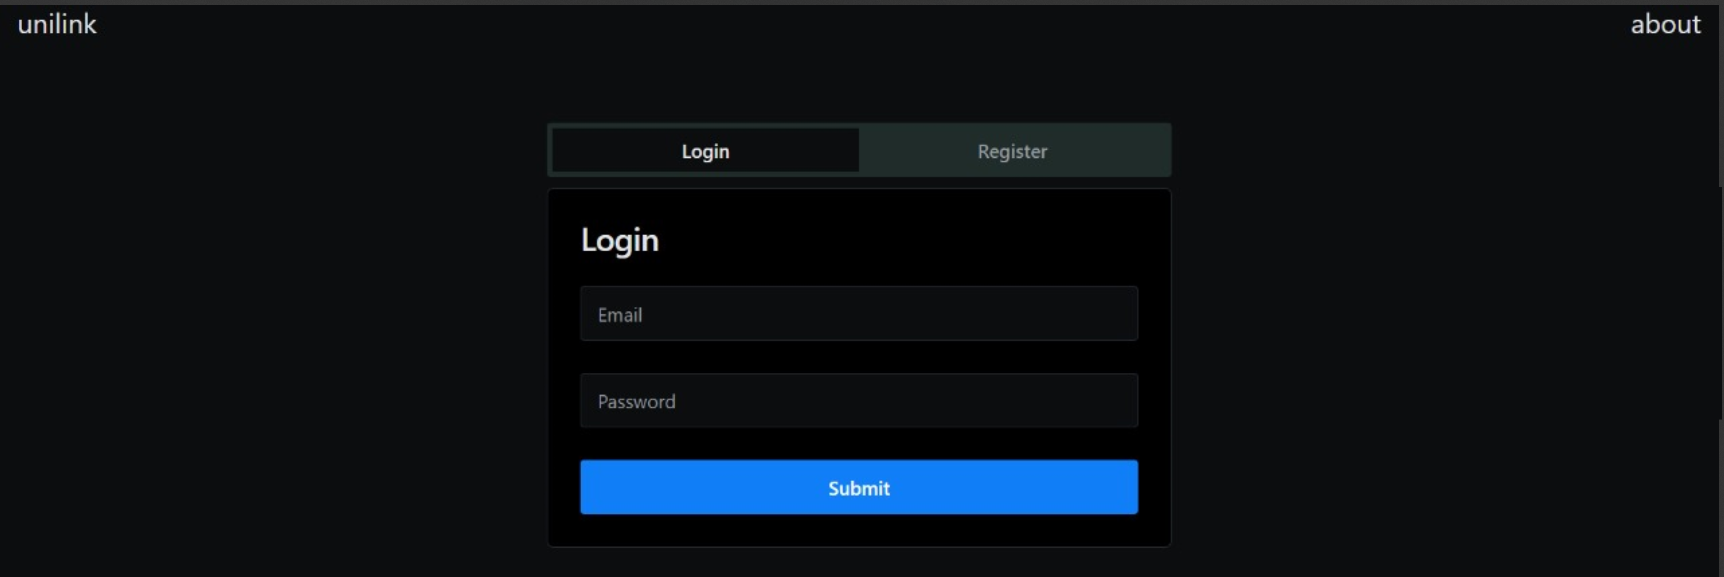 unilink about
Login Register
Login
Email
Password
Submit